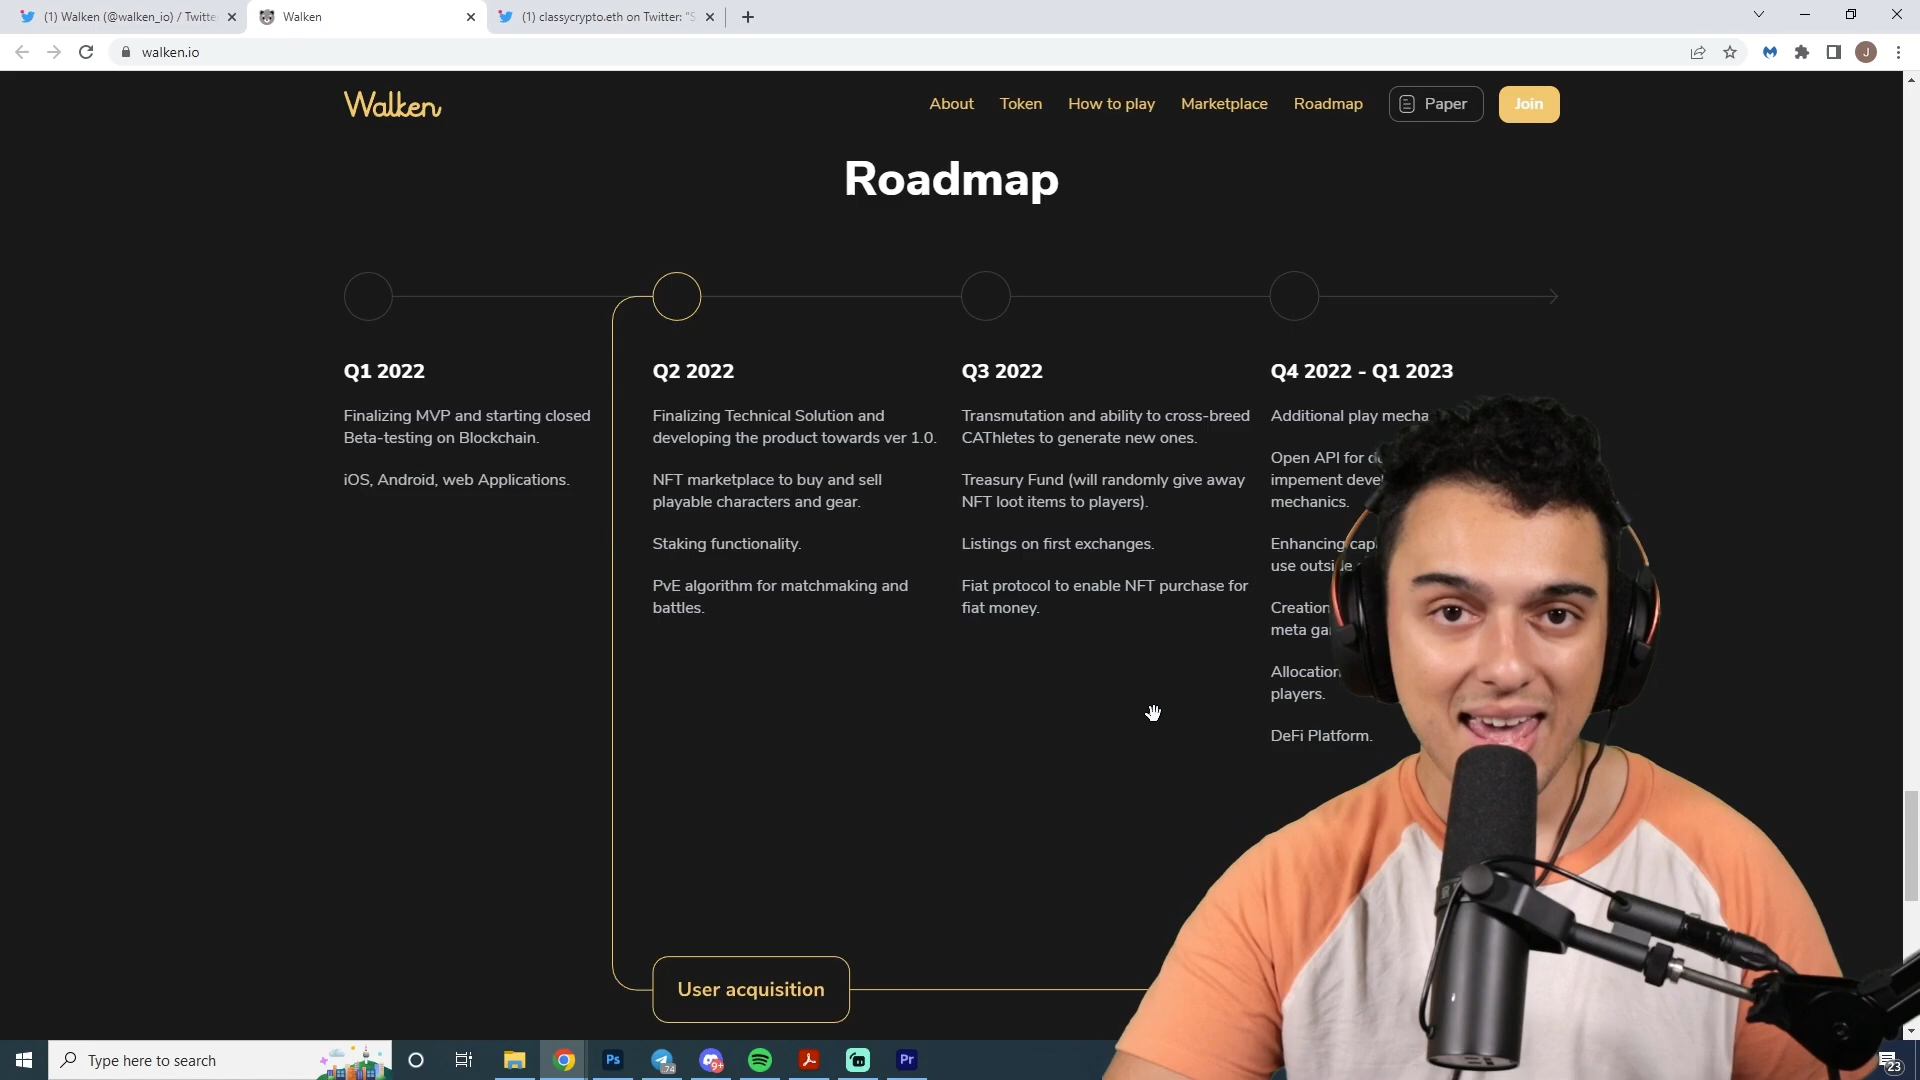 (1) Walken (@walken_io) / Twitte
Walken
(1) classycrypto.eth on Twitter: "S
walken.io
J
Walken
About
Token
How to play
Marketplace
Roadmap
Paper
Join
Roadmap
Q1 2022
Finalizing MVP and starting closed
Beta-testing on Blockchain.
iOS, Android, web Applications.
Q2 2022
Finalizing Technical Solution and
developing the product towards ver 1.0.
NFT marketplace to buy and sell
playable characters and gear.
Staking functionality.
PvE algorithm for matchmaking and
battles.
Q3 2022
Transmutation and ability to cross-breed
CAThletes to generate new ones.
Treasury Fund (will randomly give away
NFT loot items to players).
Listings on first exchanges.
Fiat protocol to enable NFT purchase for
fiat money.
Q4 2022 - Q1 2023
Additional play mecha
Open API for d
impement deve
mechanics.
Enhancing cap
use outside
Creation
meta ga
Allocation
players.
DeFi Platform.
User acquisition
Type here to search
Ps
74
9+
Pr
23